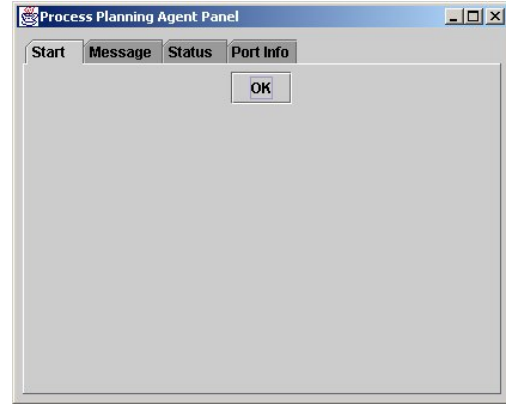 Process Planning Agent Panel
Start Message Status Port Info
OK